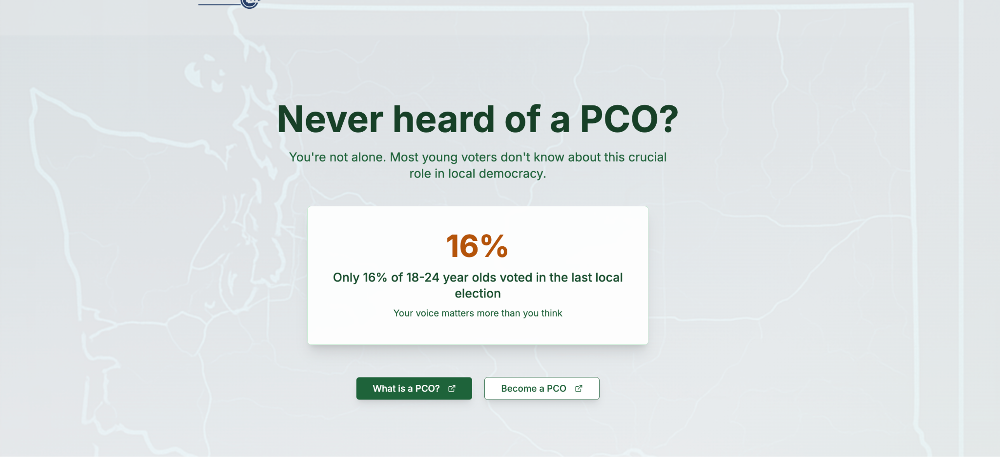 Never heard of a PCO?
You're not alone. Most young voters don't know about this crucial
role in local democracy.
16%
Only 16% of 18-24 year olds voted in the last local
election
Your voice matters more than you think
What is a PCO?
Become a PCO